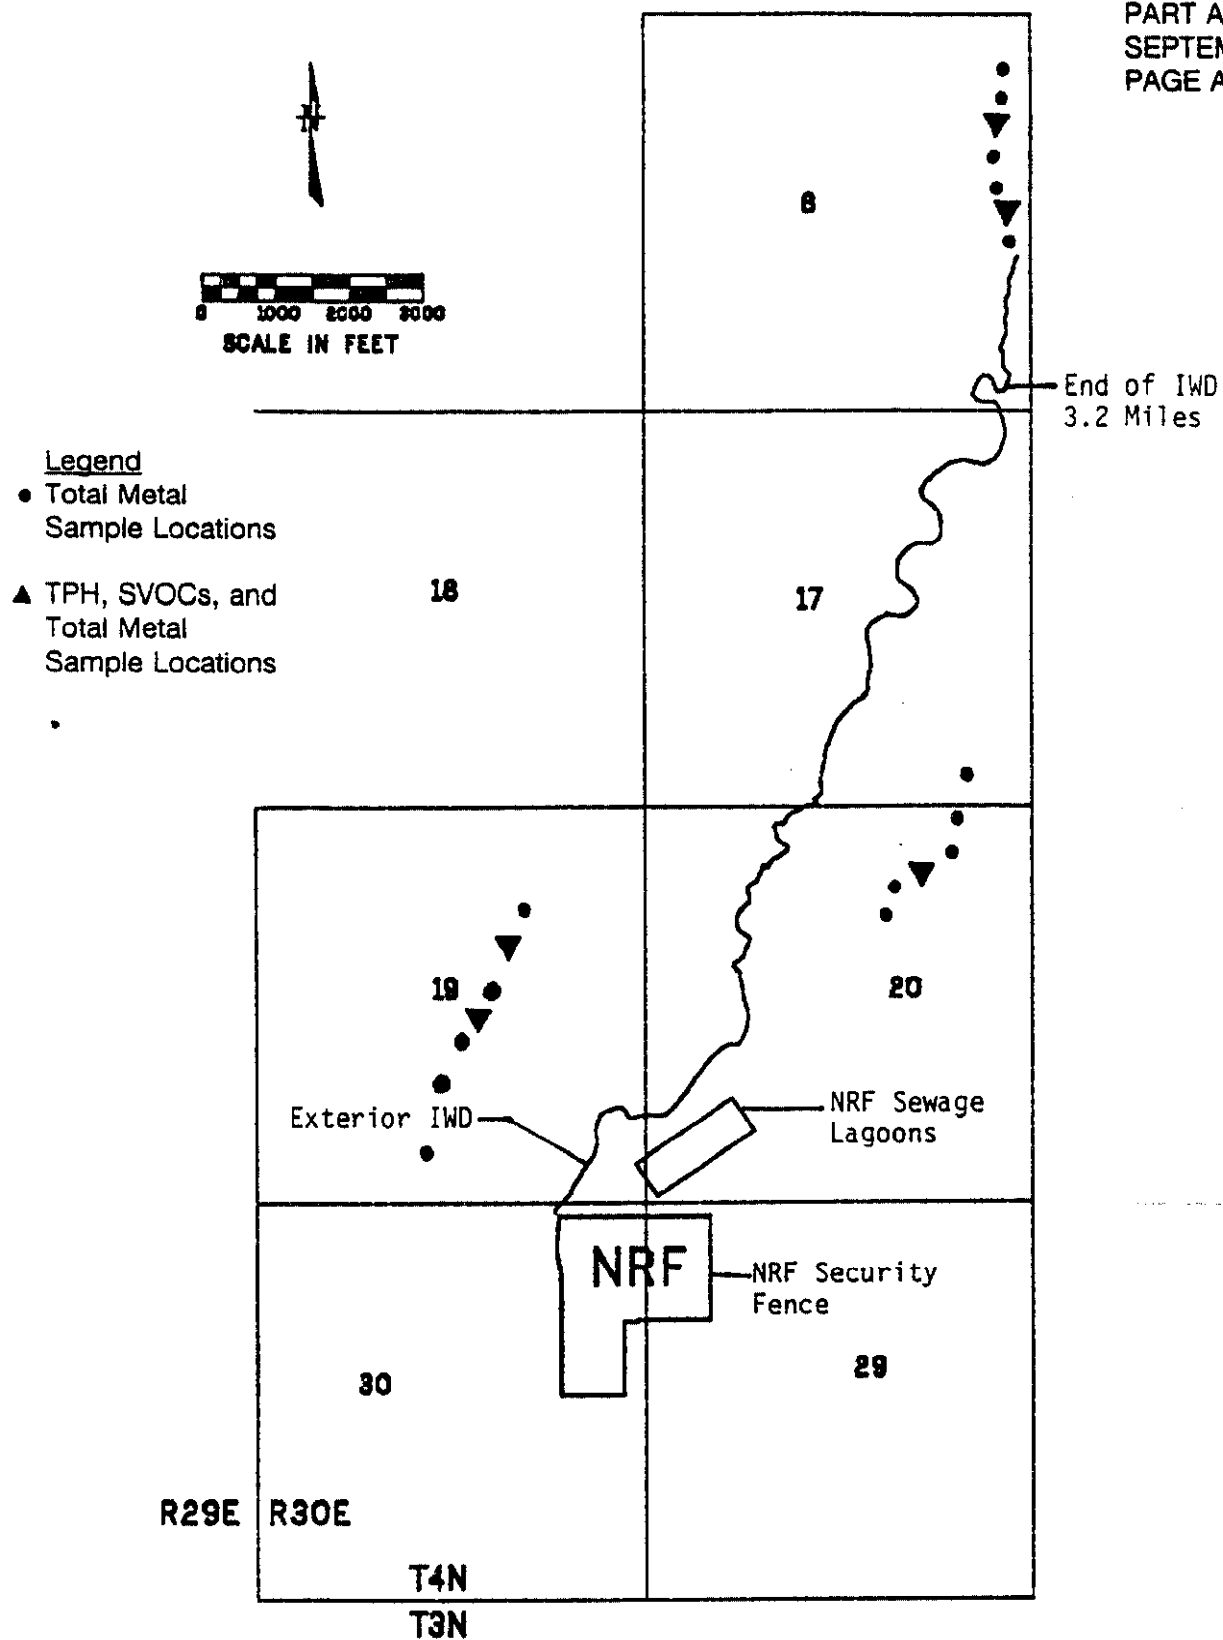 PART A
SEPTEM
PAGE A
N
8
0 1000 2000 3000
SCALE IN FEET
End of IWD
3.2 Miles
Legend
● Total Metal
Sample Locations
▲ TPH, SVOCs, and
Total Metal
Sample Locations
18
17
19
20
Exterior IWD
NRF Sewage
Lagoons
NRF
NRF Security
Fence
30
29
R29E R30E
T4N
T3N